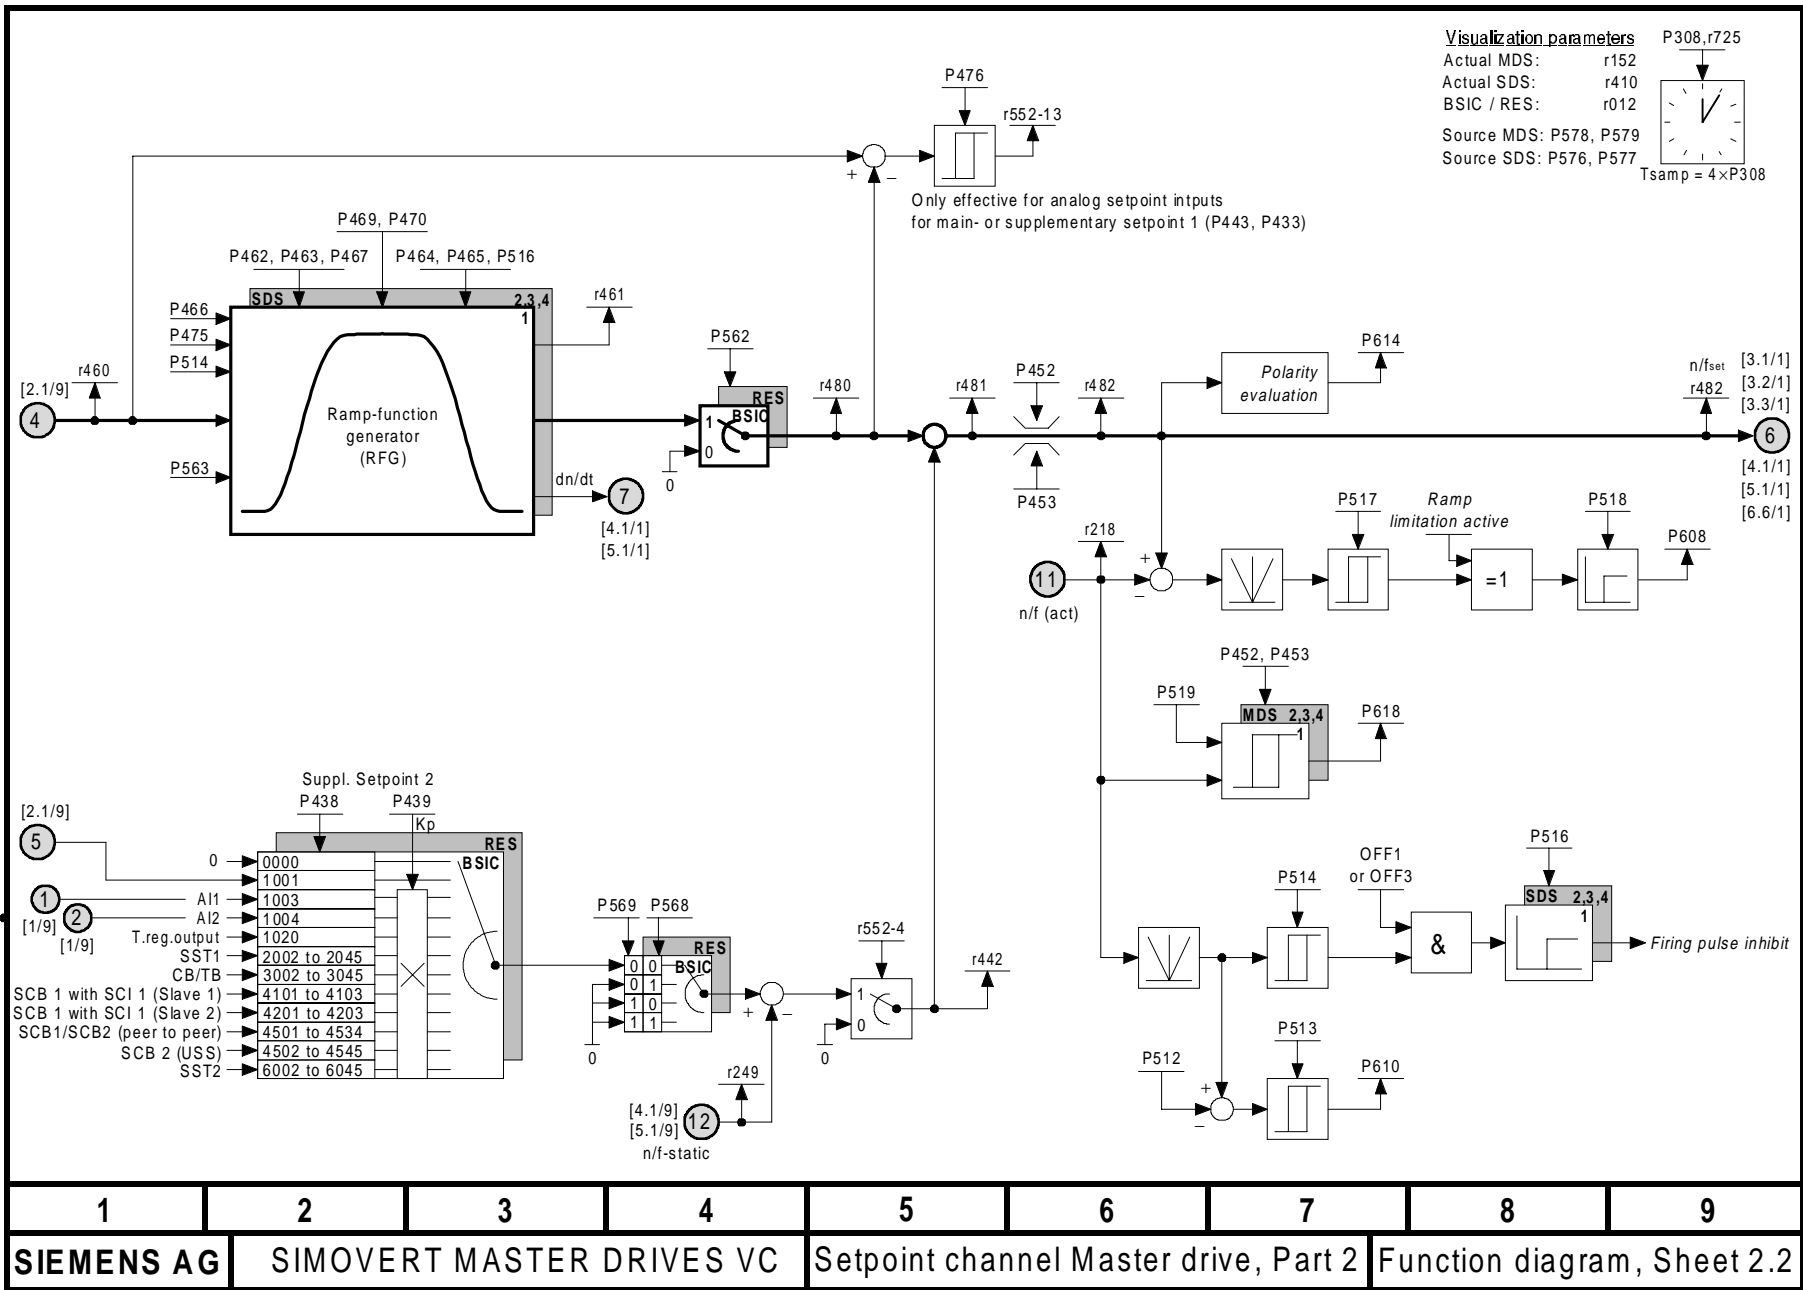 Visualization parameters
Actual MDS: r152
Actual SDS: r410
BSIC / RES: r012
Source MDS: P578, P579
Source SDS: P576, P577
P308,r725
Tsamp = 4×P308
P476
r552-13
+
−
Only effective for analog setpoint intputs
for main- or supplementary setpoint 1 (P443, P433)
P469, P470
P462, P463, P467
P464, P465, P516
SDS
2,3,4
1
r461
P466
P475
P514
[2.1/9]
r460
4
Ramp-function
generator
(RFG)
P563
dn/dt
7
[4.1/1]
[5.1/1]
P562
RES
BSIC
1
0
0
r480
r481
P452
P453
r482
Polarity
evaluation
P614
n/fset
r482
[3.1/1]
[3.2/1]
[3.3/1]
6
[4.1/1]
[5.1/1]
[6.6/1]
r218
11
n/f (act)
+
−
P517
Ramp
limitation active
=1
P518
P608
P452, P453
P519
MDS 2,3,4
1
P618
Suppl. Setpoint 2
P438
P439
Kp
[2.1/9]
5
RES
BSIC
0 0000
1001
1 AI1 1003
[1/9]
2 AI2 1004
[1/9]
T.reg.output 1020
SST1 2002 to 2045
CB/TB 3002 to 3045
SCB 1 with SCI 1 (Slave 1) 4101 to 4103
SCB 1 with SCI 1 (Slave 2) 4201 to 4203
SCB1/SCB2 (peer to peer) 4501 to 4534
SCB 2 (USS) 4502 to 4545
SST2 6002 to 6045
P569
P568
RES
BSIC
0 0
0 1
1 0
1 1
0
+
−
r249
[4.1/9]
[5.1/9]
12
n/f-static
r552-4
1
0
0
r442
P514
OFF1
or OFF3
&
P516
SDS 2,3,4
1
Firing pulse inhibit
P512
+
−
P513
P610
1 2 3 4 5 6 7 8 9
SIEMENS AG
SIMOVERT MASTER DRIVES VC
Setpoint channel Master drive, Part 2
Function diagram, Sheet 2.2